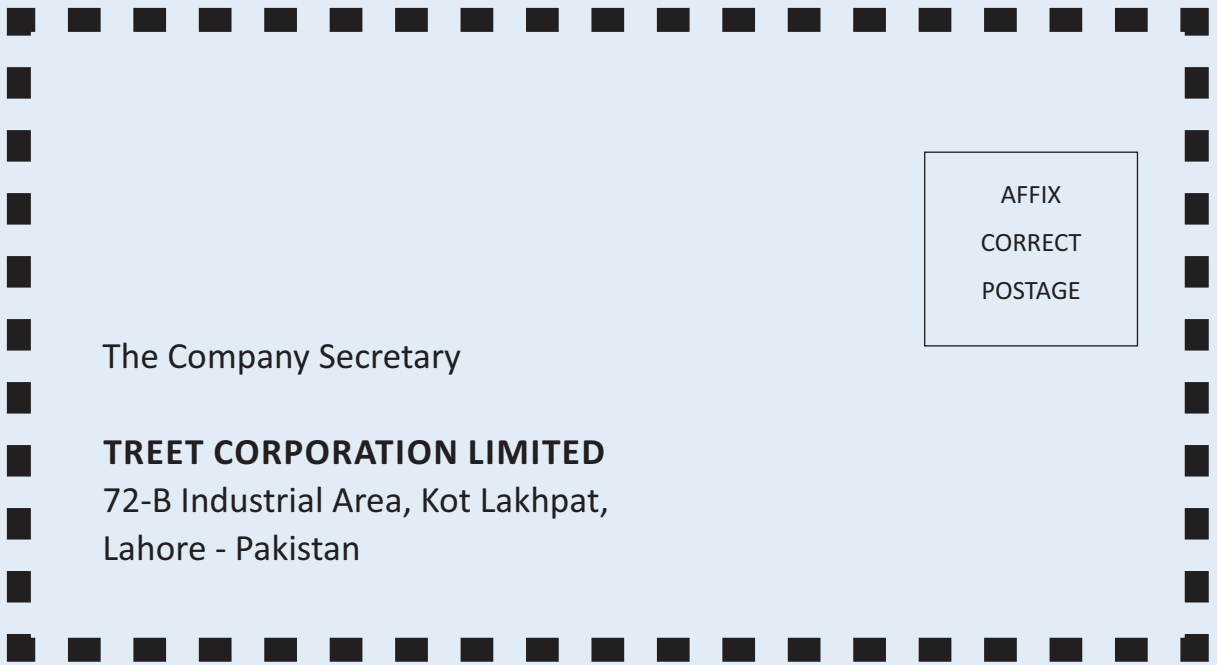 AFFIX
CORRECT
POSTAGE
The Company Secretary
TREET CORPORATION LIMITED
72-B Industrial Area, Kot Lakhpat,
Lahore - Pakistan